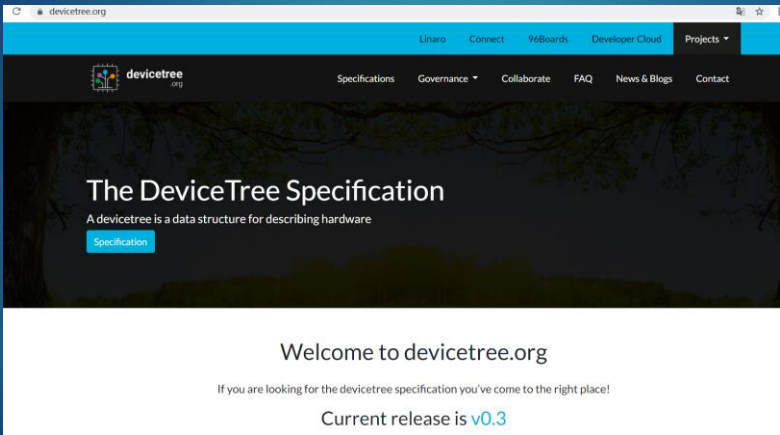 devicetree.org
Linaro Connect 96Boards Developer Cloud Projects
devicetree
.org
Specifications Governance Collaborate FAQ News & Blogs Contact
The DeviceTree Specification
A devicetree is a data structure for describing hardware
Specification
Welcome to devicetree.org
If you are looking for the devicetree specification you've come to the right place!
Current release is v0.3